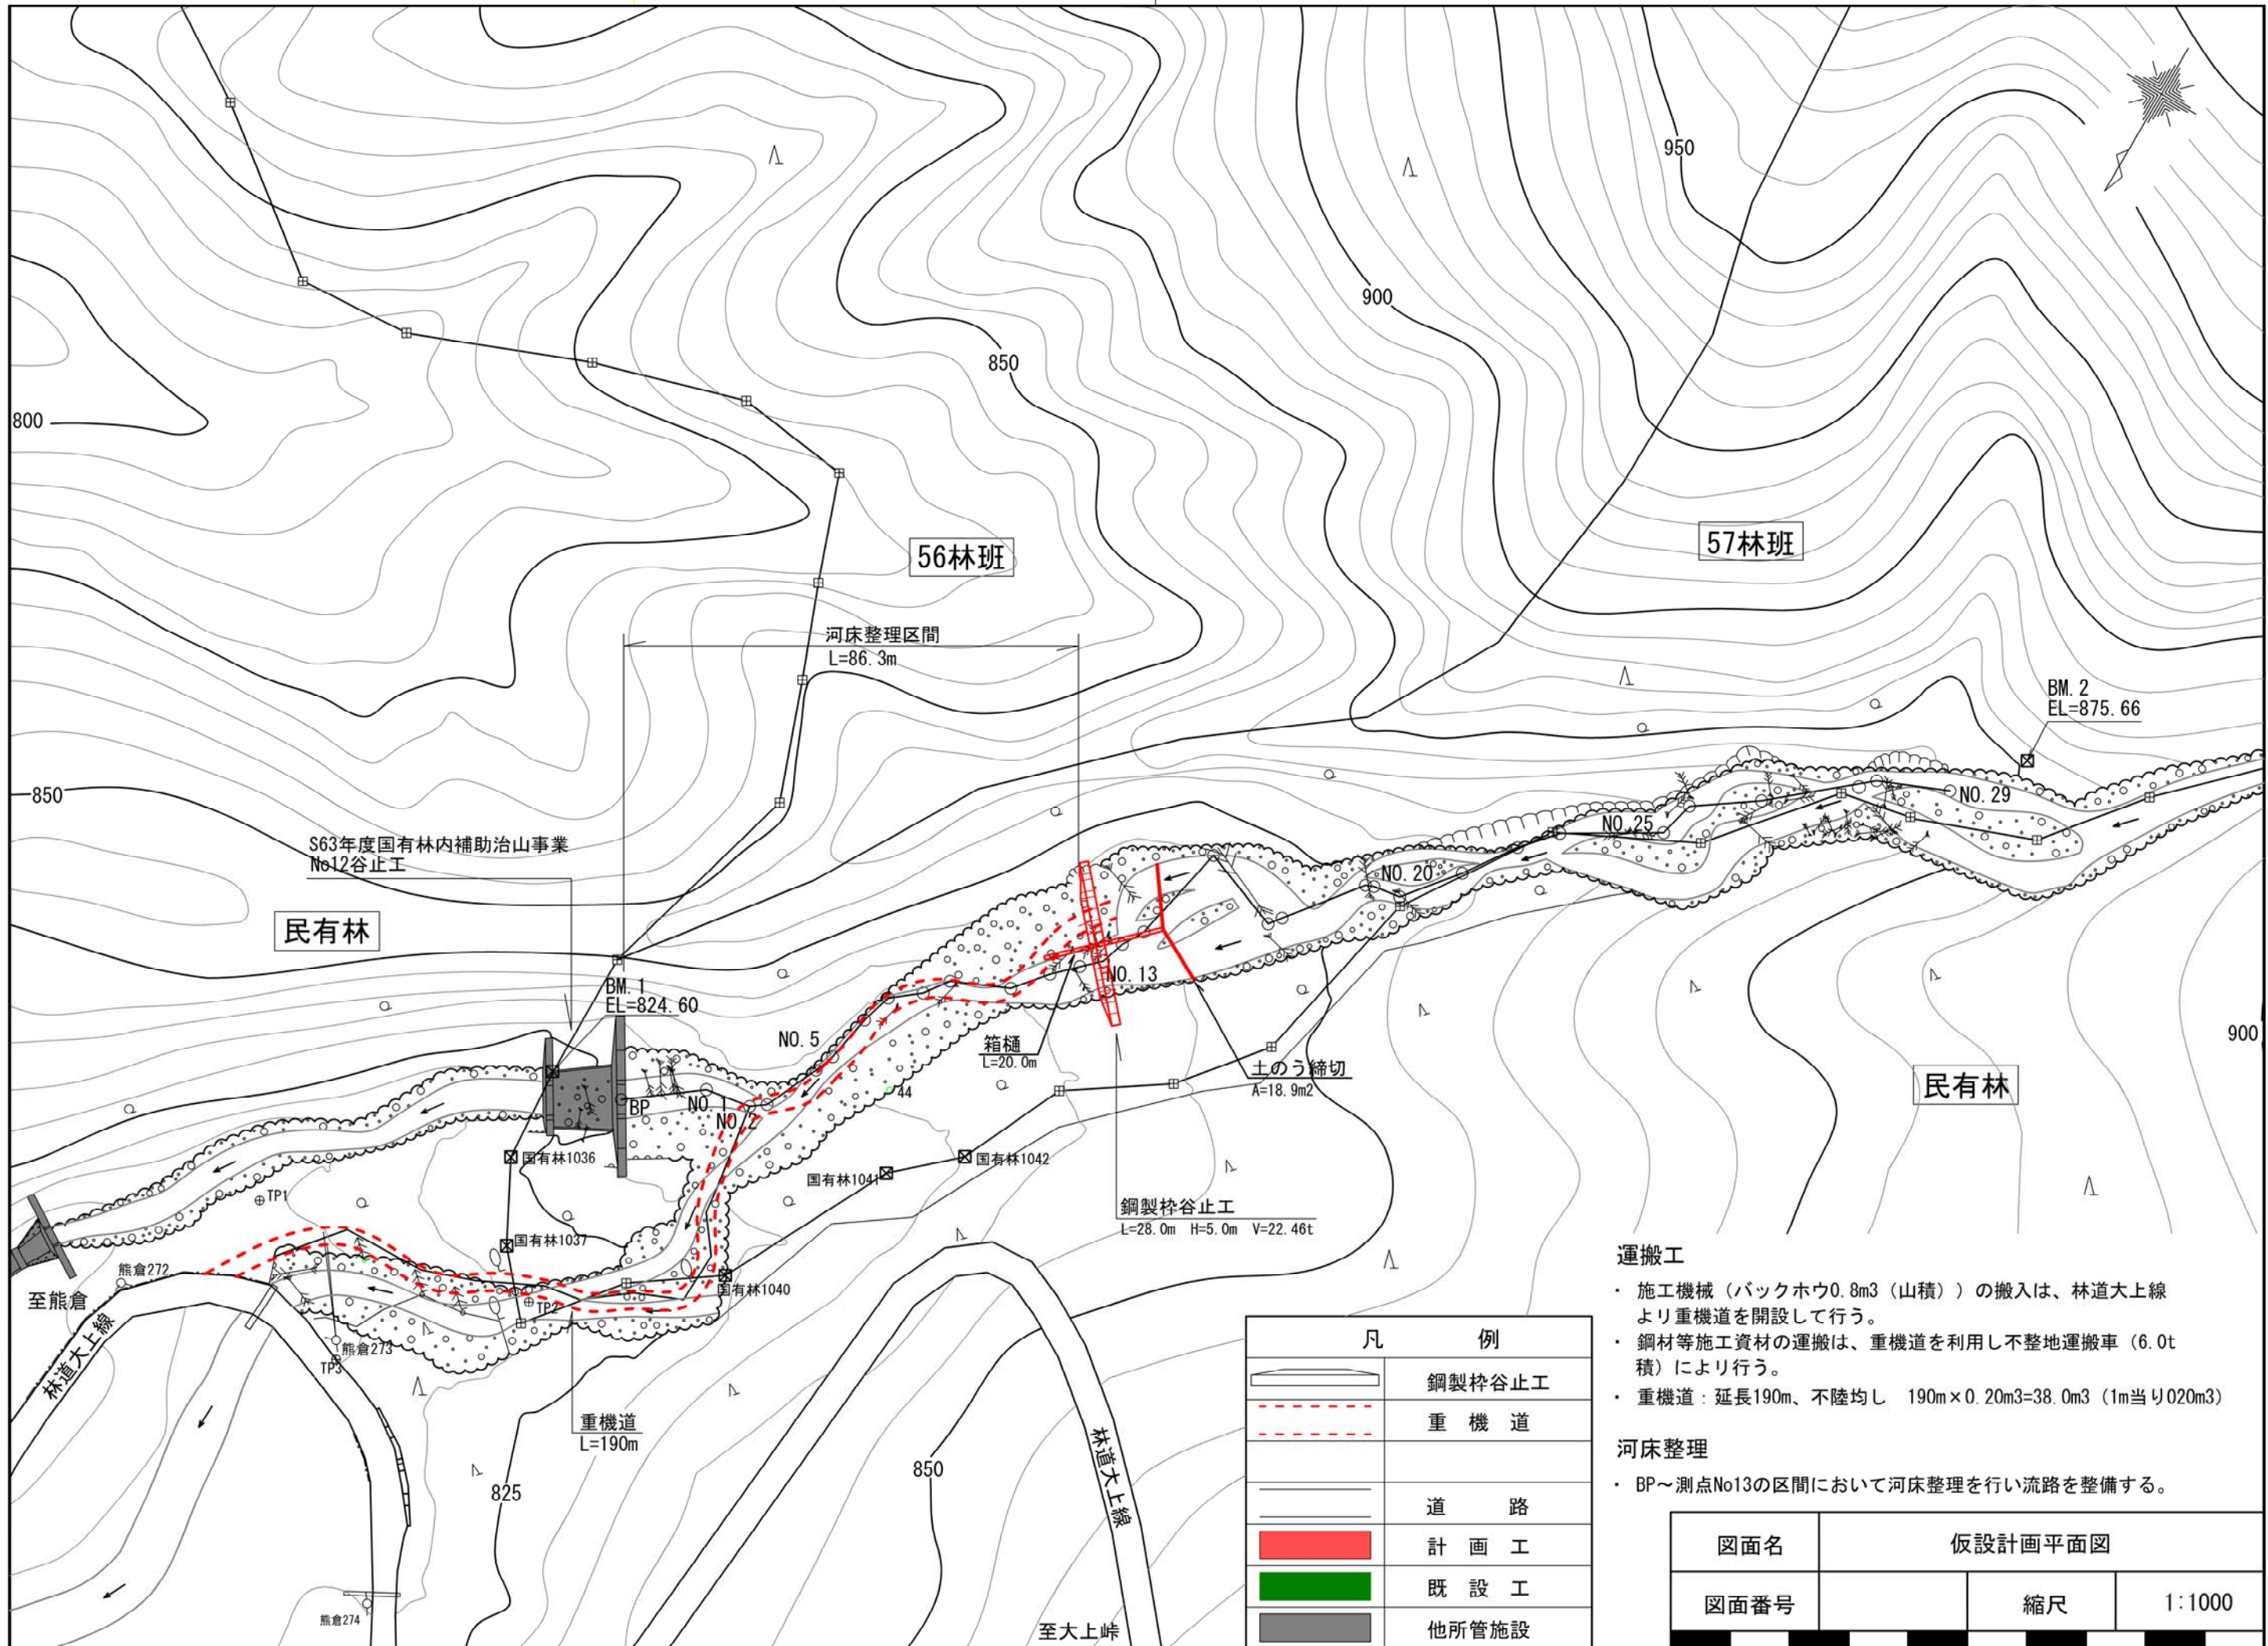 950
900
850
800
56林班
57林班
河床整理区間
L=86.3m
BM.2
EL=875.66
850
S63年度国有林内補助治山事業
No12谷止工
NO.29
NO.25
NO.20
民有林
BM.1
EL=824.60
NO.13
NO.5
箱樋
L=20.0m
土のう締切
A=18.9m2
900
民有林
44
BP
NO.1
NO.2
国有林1036
国有林1042
国有林1041
TP1
鋼製枠谷止工
L=28.0m H=5.0m V=22.46t
国有林1037
熊倉272
国有林1040
至熊倉
TP2
林道大上線
熊倉273
TP3
重機道
L=190m
825
850
林道大上線
熊倉274
至大上峠
運搬工
・ 施工機械（バックホウ0.8m3（山積））の搬入は、林道大上線
より重機道を開設して行う。
・ 鋼材等施工資材の運搬は、重機道を利用し不整地運搬車（6.0t
積）により行う。
・ 重機道：延長190m、不陸均し　190m×0.20m3=38.0m3（1m当り020m3）
河床整理
・ BP～測点No13の区間において河床整理を行い流路を整備する。
凡 例
鋼製枠谷止工
重 機 道
道 路
計 画 工
既 設 工
他所管施設
図面名 仮設計画平面図
図面番号 縮尺 1:1000